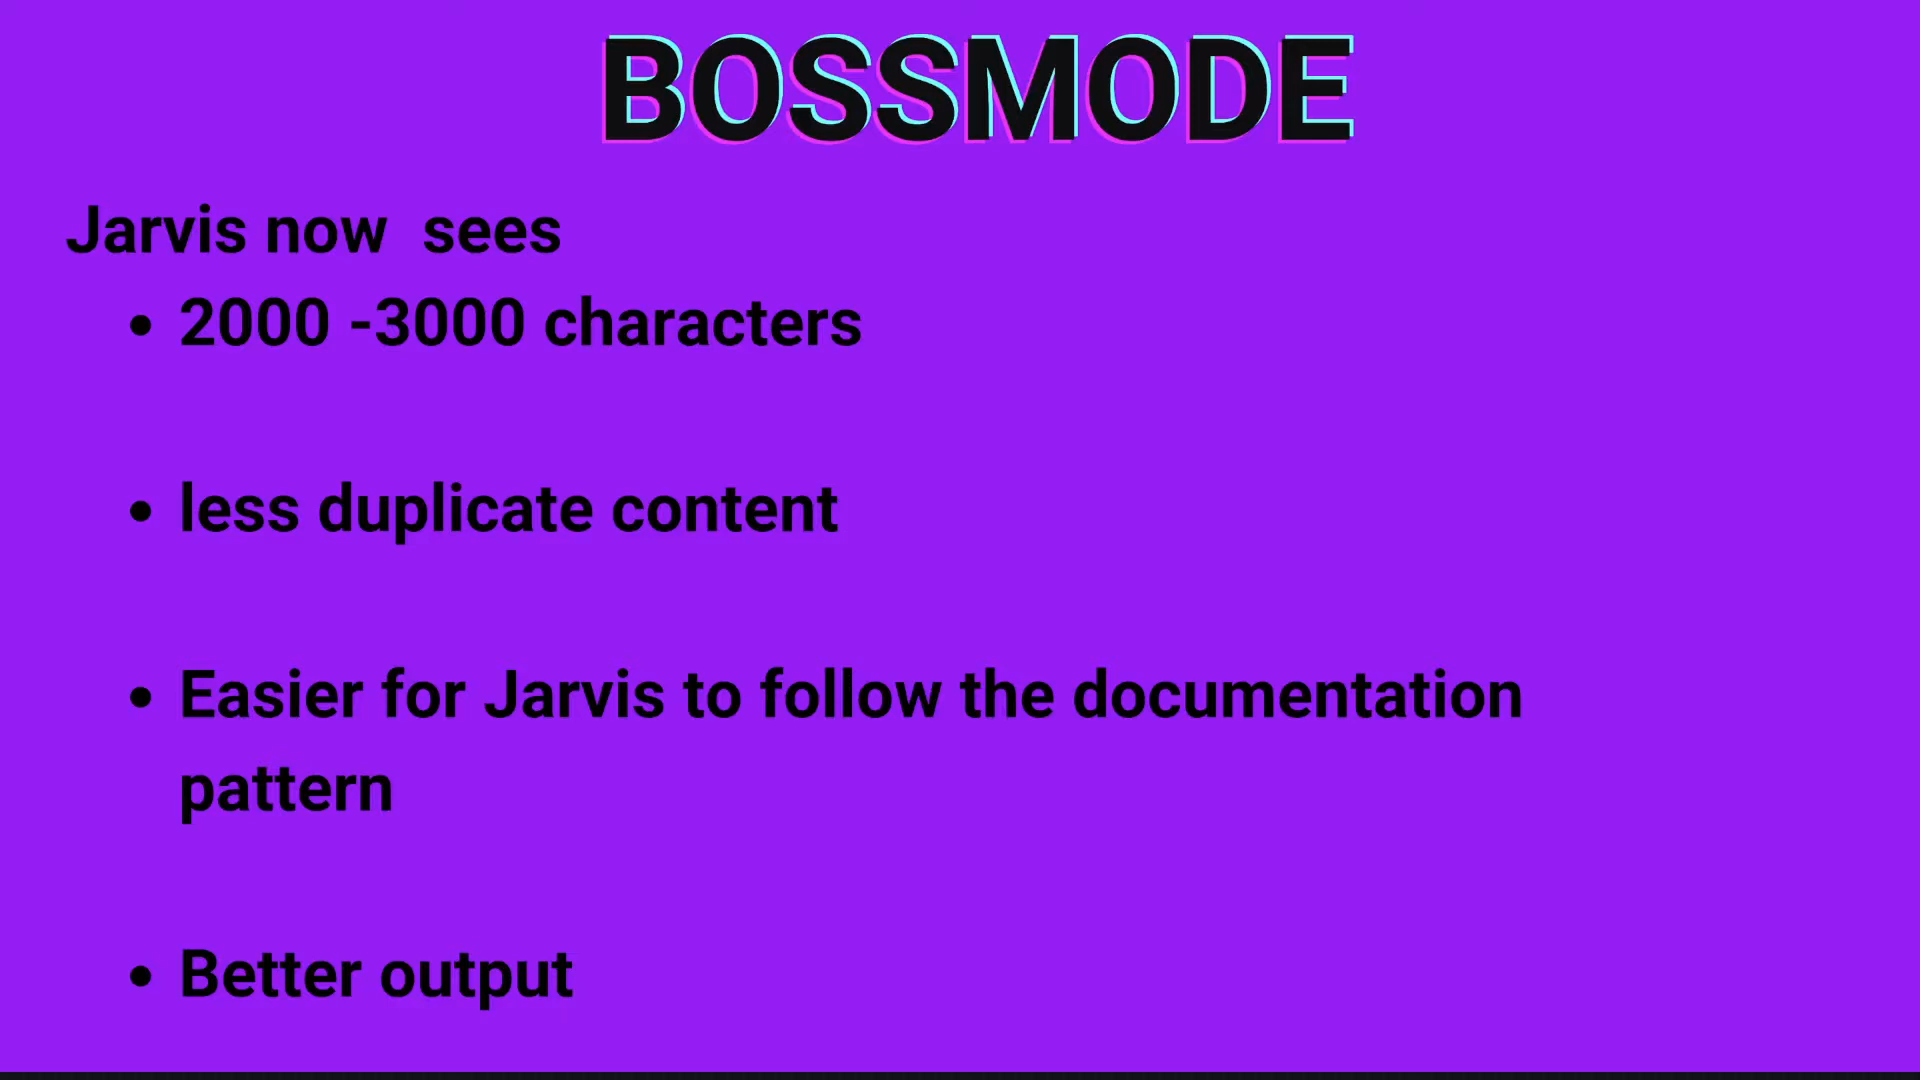 BOSSMODE
Jarvis now  sees
• 2000 -3000 characters
• less duplicate content
• Easier for Jarvis to follow the documentation
pattern
• Better output